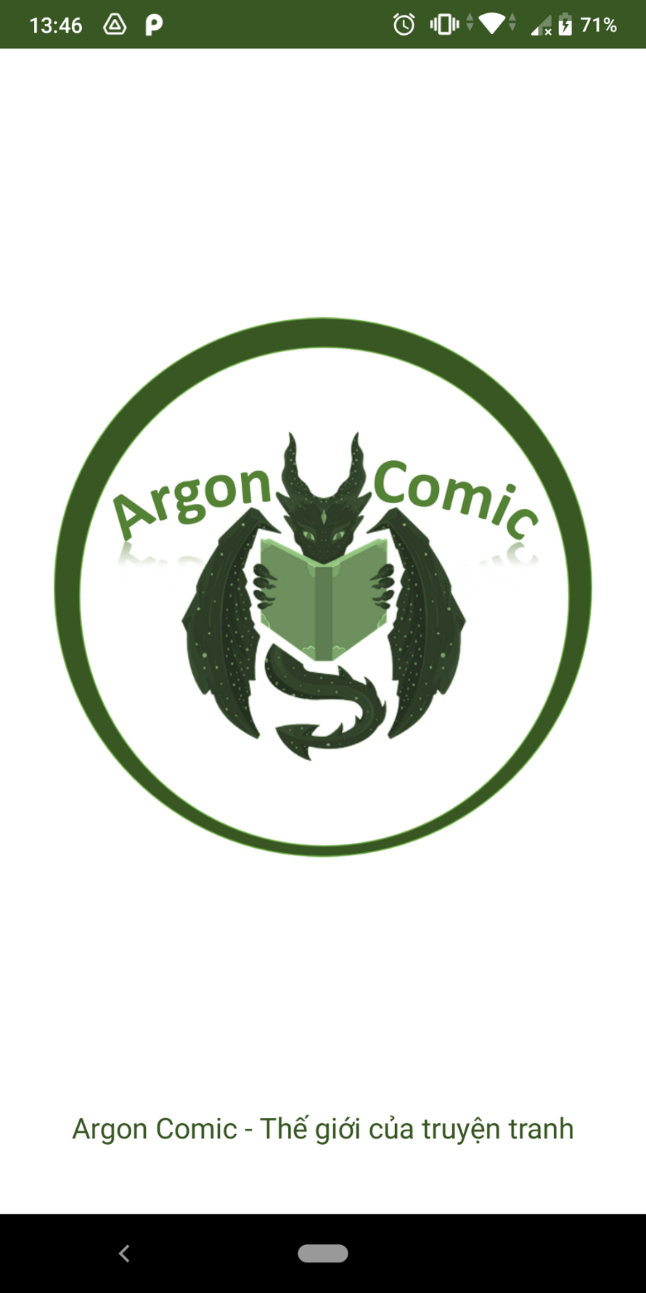 13:46
71%
Argon Comic
Argon Comic - Thế giới của truyện tranh